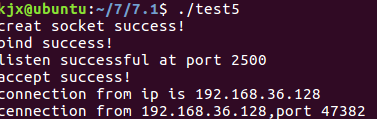 kjx@ubuntu:~/7/7.1$ ./test5
creat socket success!
bind success!
listen successful at port 2500
accept success!
connection from ip is 192.168.36.128
cennection from 192.168.36.128,port 47382